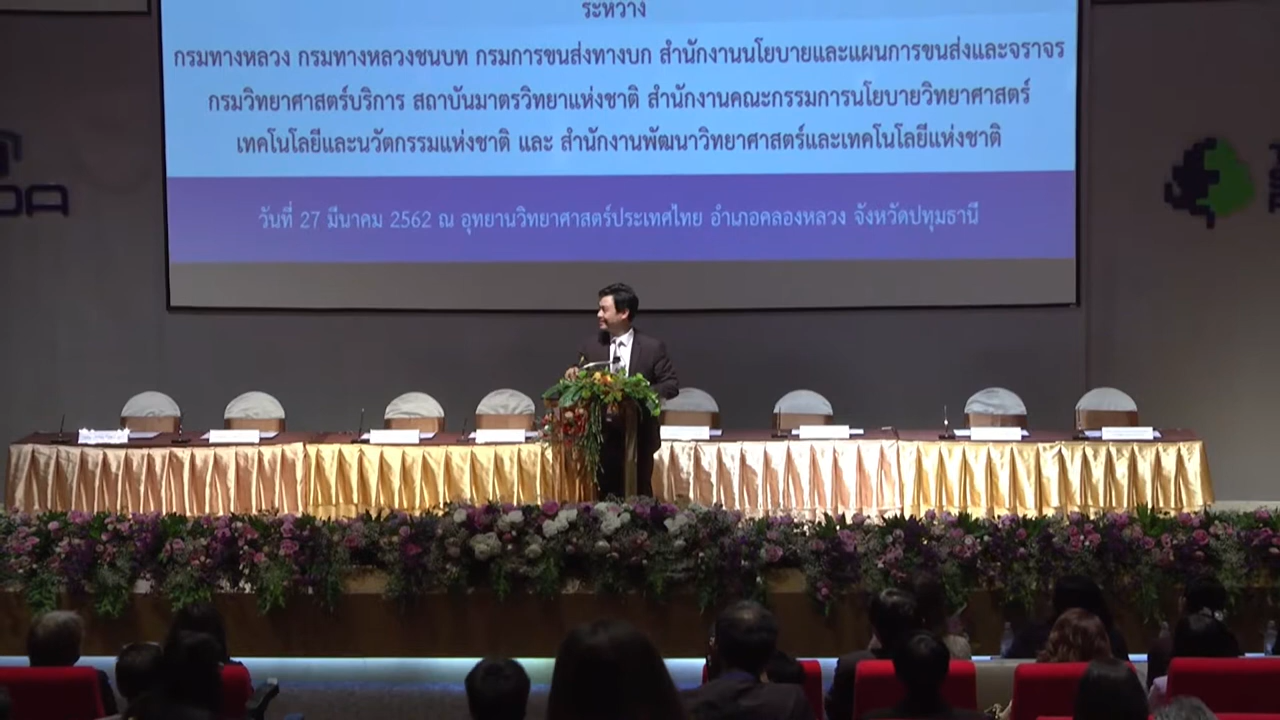 ระหว่าง
กรมทางหลวง กรมทางหลวงชนบท กรมการขนส่งทางบก สำนักงานนโยบายและแผนการขนส่งและจราจร
กรมวิทยาศาสตร์บริการ สถาบันมาตรวิทยาแห่งชาติ สำนักงานคณะกรรมการนโยบายวิทยาศาสตร์
เทคโนโลยีและนวัตกรรมแห่งชาติ และ สำนักงานพัฒนาวิทยาศาสตร์และเทคโนโลยีแห่งชาติ
วันที่ 27 มีนาคม 2562 ณ อุทยานวิทยาศาสตร์ประเทศไทย อำเภอคลองหลวง จังหวัดปทุมธานี